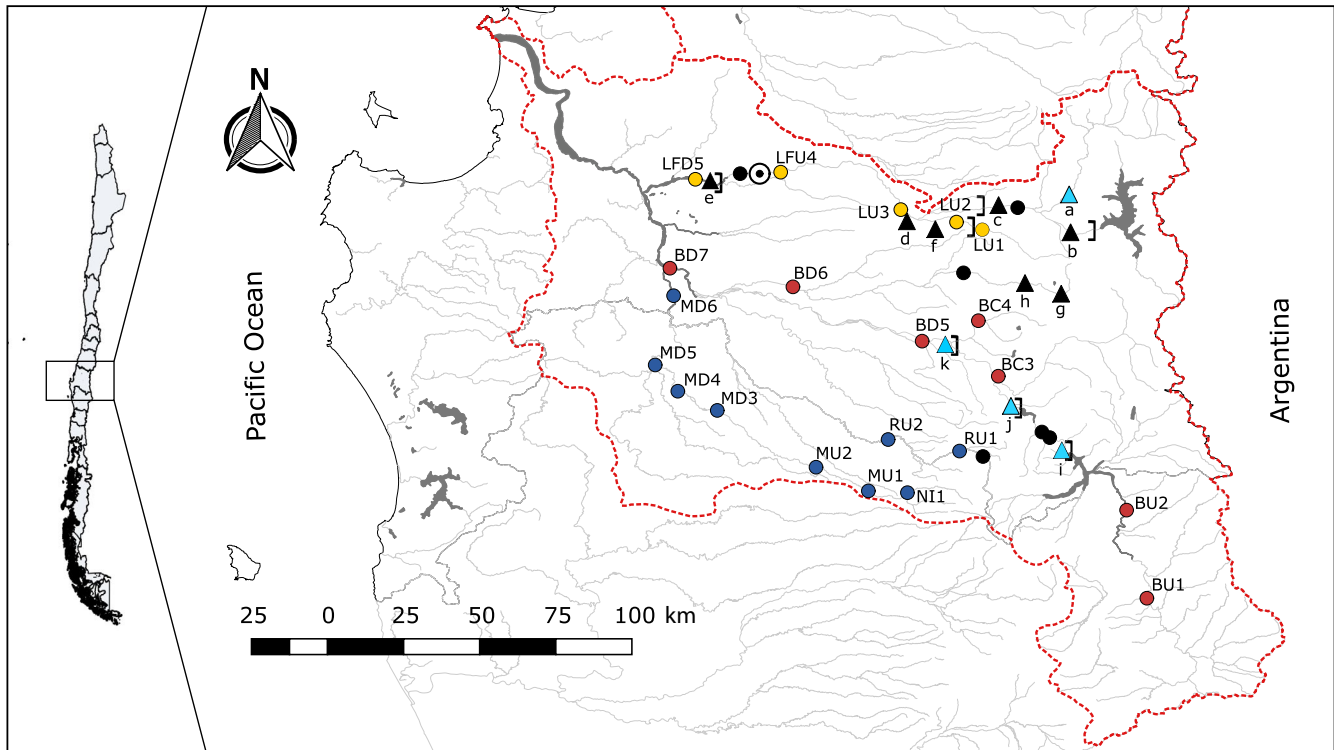 N
LFD5
LFU4
e
LU3
LU2
c
a
d
f
LU1
b
BD7
BD6
MD6
h
g
BC4
BD5
k
BC3
MD5
MD4
MD3
j
RU2
RU1
MU2
i
MU1
NI1
BU2
BU1
Pacific Ocean
Argentina
25 0 25 50 75 100 km